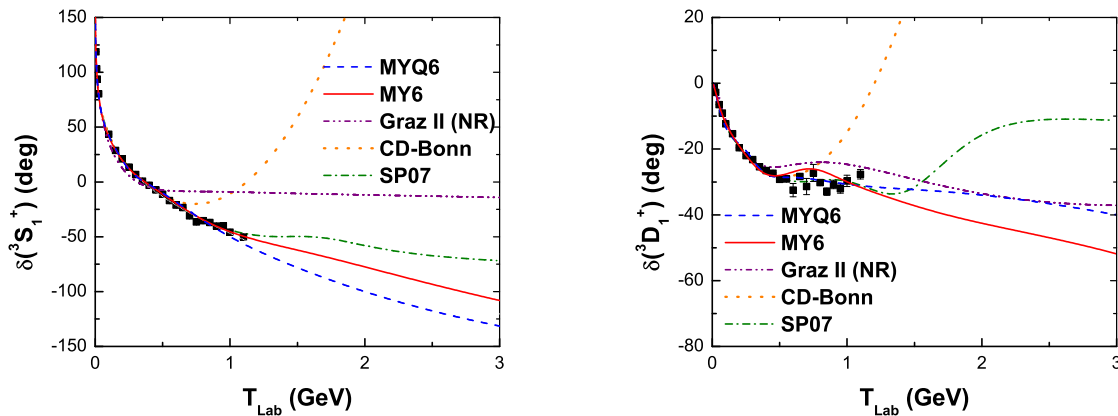 150
100
50
0
-50
-100
-150
0
1
2
3
δ(³S₁⁺) (deg)
T_Lab (GeV)
MYQ6
MY6
Graz II (NR)
CD-Bonn
SP07
20
0
-20
-40
-60
-80
0
1
2
3
δ(³D₁⁺) (deg)
T_Lab (GeV)
MYQ6
MY6
Graz II (NR)
CD-Bonn
SP07